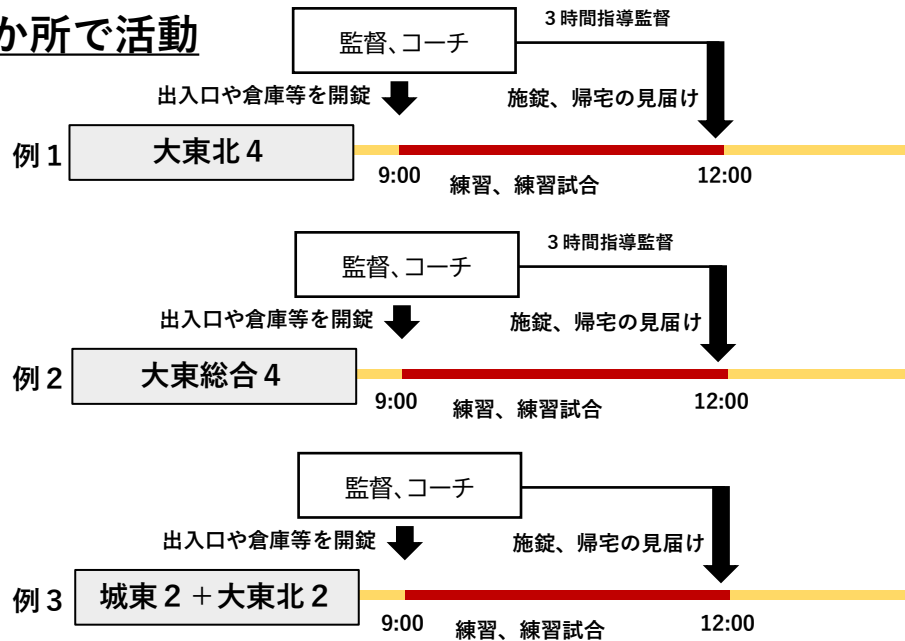 か所で活動
監督、コーチ
３時間指導監督
出入口や倉庫等を開錠
施錠、帰宅の見届け
例１
大東北４
9:00
練習、練習試合
12:00
監督、コーチ
３時間指導監督
出入口や倉庫等を開錠
施錠、帰宅の見届け
例２
大東総合４
9:00
練習、練習試合
12:00
監督、コーチ
出入口や倉庫等を開錠
施錠、帰宅の見届け
例３
城東２＋大東北２
9:00
練習、練習試合
12:00